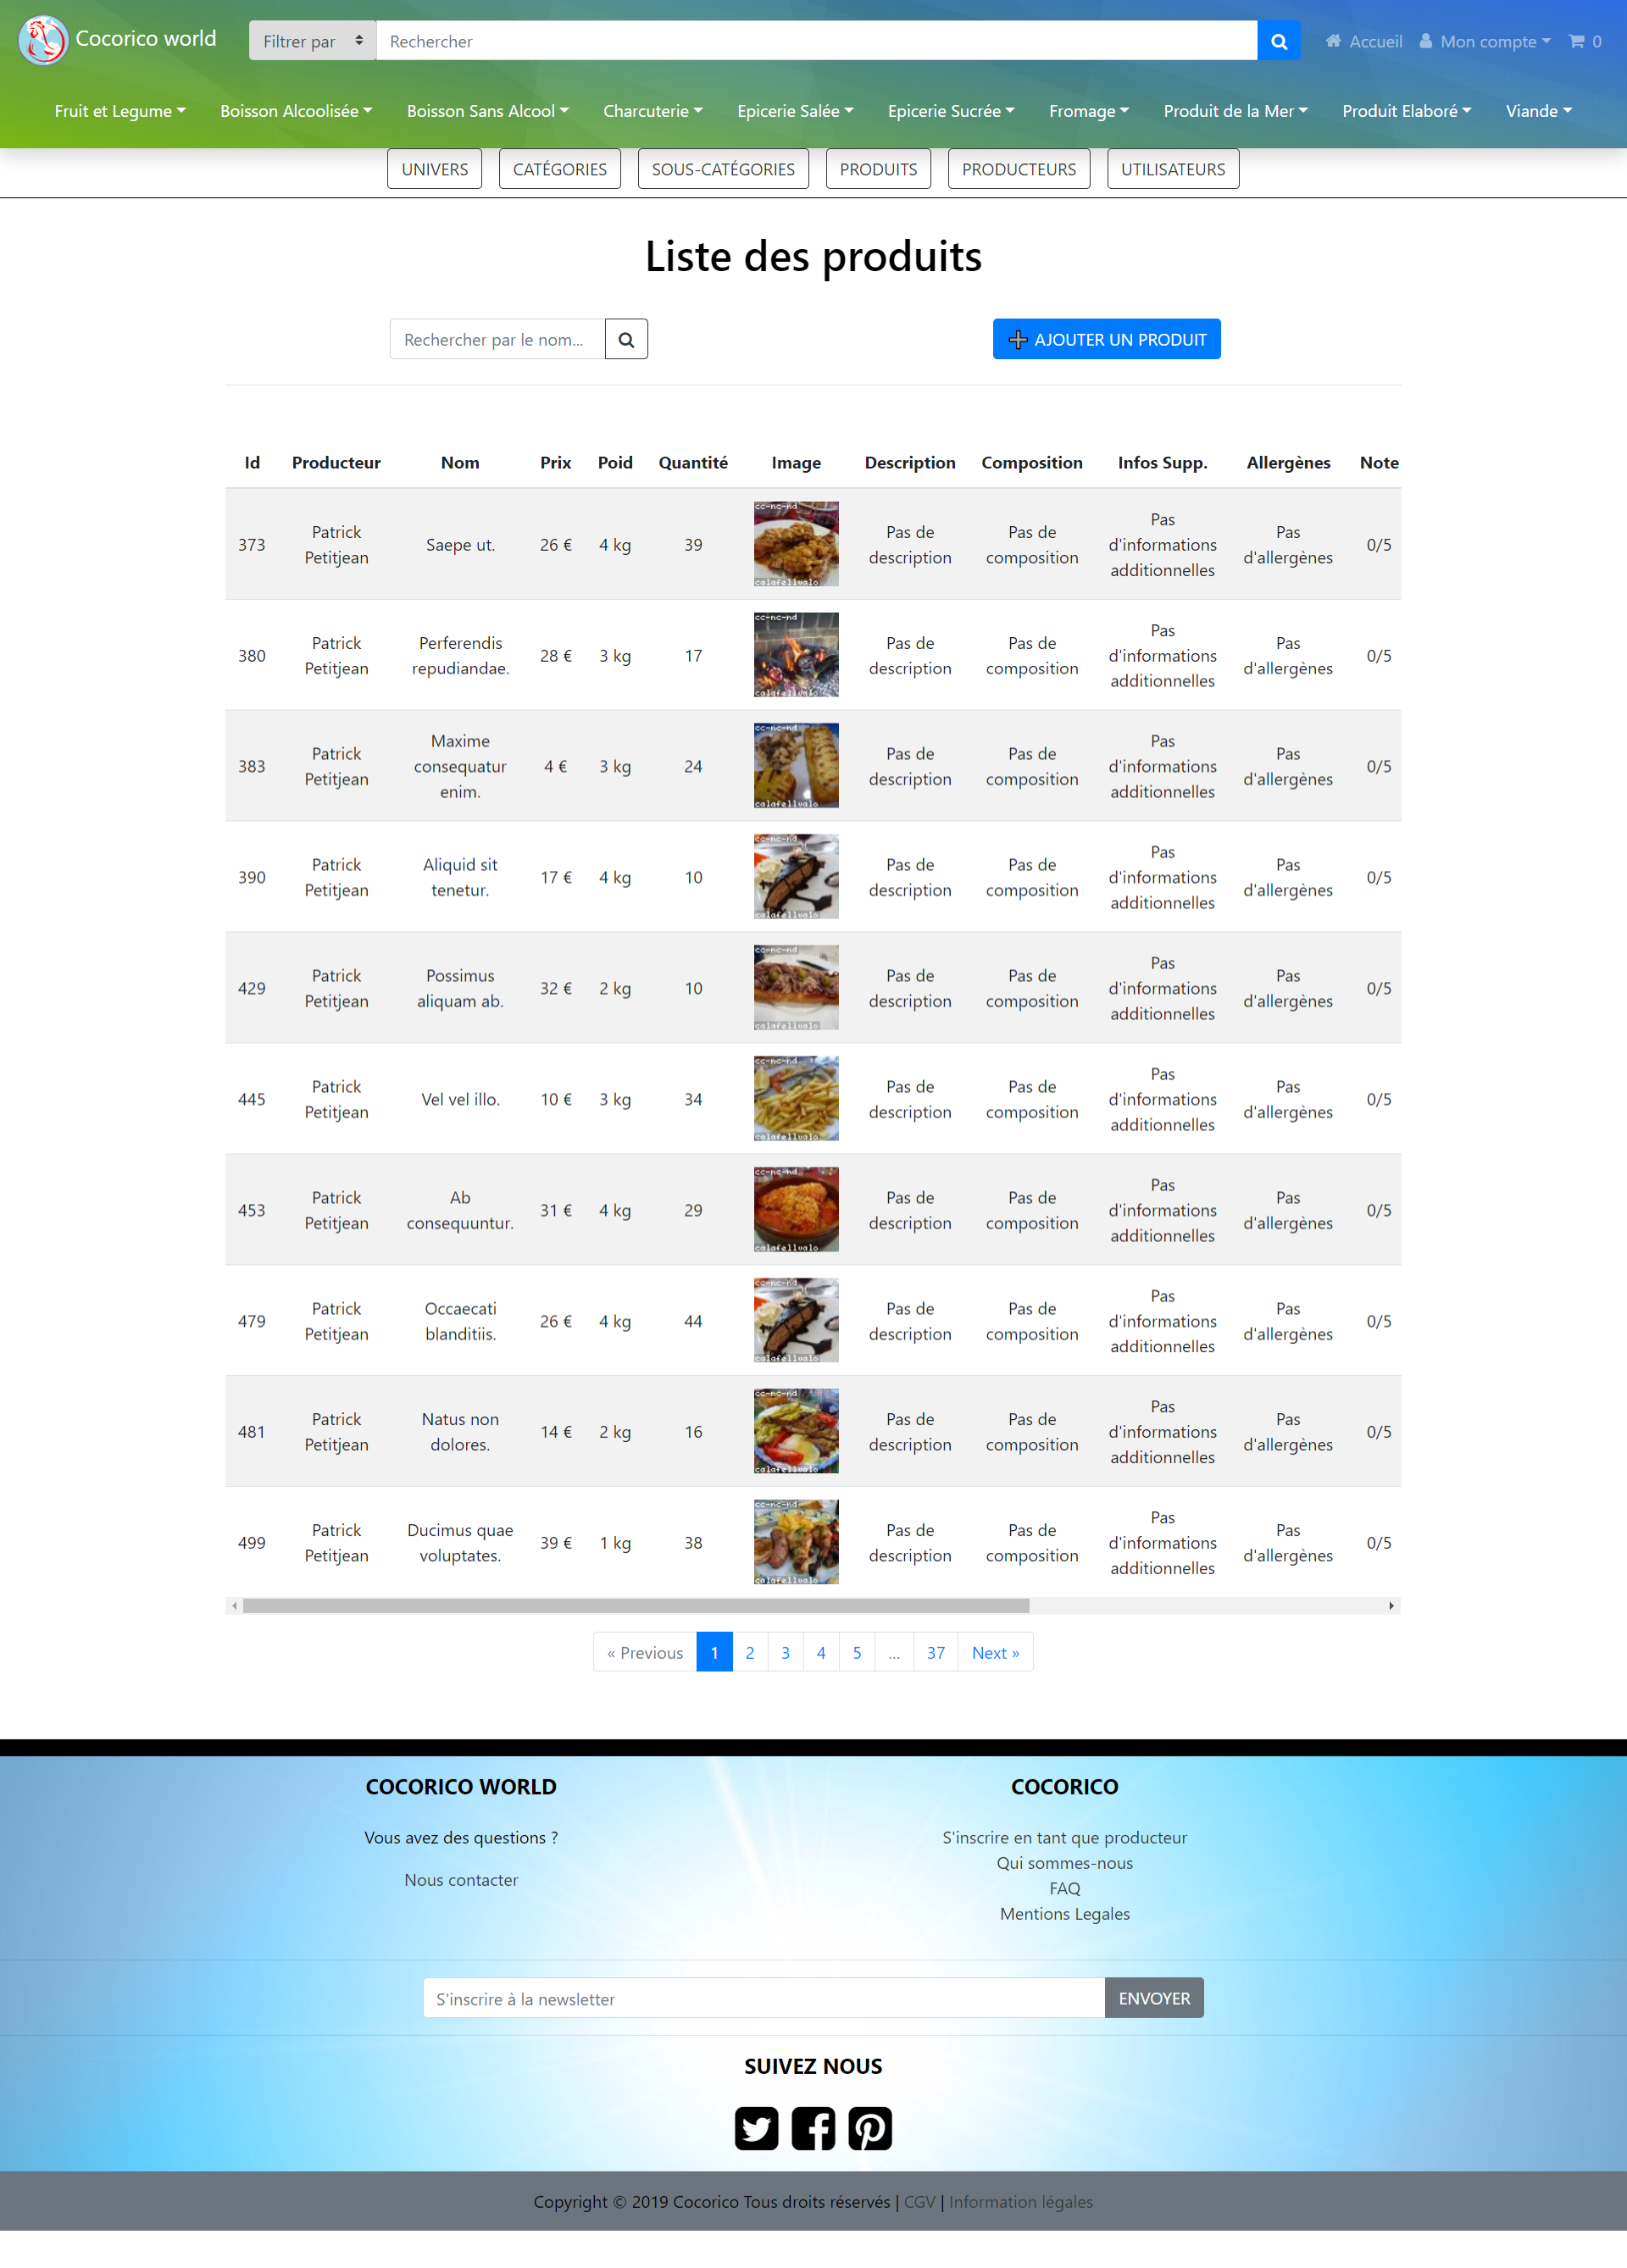 Cocorico world
Filtrer par
Rechercher
Accueil
Mon compte
0
Fruit et Legume
Boisson Alcoolisée
Boisson Sans Alcool
Charcuterie
Epicerie Salée
Epicerie Sucrée
Fromage
Produit de la Mer
Produit Elaboré
Viande
UNIVERS
CATÉGORIES
SOUS-CATÉGORIES
PRODUITS
PRODUCTEURS
UTILISATEURS
Liste des produits
Rechercher par le nom...
AJOUTER UN PRODUIT
Id Producteur Nom Prix Poid Quantité Image Description Composition Infos Supp. Allergènes Note
373 Patrick Petitjean Saepe ut. 26 € 4 kg 39 cc-nc-nd calafellvalo Pas de description Pas de composition Pas d'informations additionnelles Pas d'allergènes 0/5
380 Patrick Petitjean Perferendis repudiandae. 28 € 3 kg 17 cc-nc-nd calafellvalo Pas de description Pas de composition Pas d'informations additionnelles Pas d'allergènes 0/5
383 Patrick Petitjean Maxime consequatur enim. 4 € 3 kg 24 cc-nc-nd calafellvalo Pas de description Pas de composition Pas d'informations additionnelles Pas d'allergènes 0/5
390 Patrick Petitjean Aliquid sit tenetur. 17 € 4 kg 10 cc-nc-nd calafellvalo Pas de description Pas de composition Pas d'informations additionnelles Pas d'allergènes 0/5
429 Patrick Petitjean Possimus aliquam ab. 32 € 2 kg 10 cc-nc-nd calafellvalo Pas de description Pas de composition Pas d'informations additionnelles Pas d'allergènes 0/5
445 Patrick Petitjean Vel vel illo. 10 € 3 kg 34 cc-nc-nd calafellvalo Pas de description Pas de composition Pas d'informations additionnelles Pas d'allergènes 0/5
453 Patrick Petitjean Ab consequuntur. 31 € 4 kg 29 cc-nc-nd calafellvalo Pas de description Pas de composition Pas d'informations additionnelles Pas d'allergènes 0/5
479 Patrick Petitjean Occaecati blanditiis. 26 € 4 kg 44 cc-nc-nd calafellvalo Pas de description Pas de composition Pas d'informations additionnelles Pas d'allergènes 0/5
481 Patrick Petitjean Natus non dolores. 14 € 2 kg 16 cc-nc-nd calafellvalo Pas de description Pas de composition Pas d'informations additionnelles Pas d'allergènes 0/5
499 Patrick Petitjean Ducimus quae voluptates. 39 € 1 kg 38 cc-nc-nd calafellvalo Pas de description Pas de composition Pas d'informations additionnelles Pas d'allergènes 0/5
« Previous 1 2 3 4 5 ... 37 Next »
COCORICO WORLD
Vous avez des questions ?
Nous contacter
COCORICO
S'inscrire en tant que producteur
Qui sommes-nous
FAQ
Mentions Legales
S'inscrire à la newsletter
ENVOYER
SUIVEZ NOUS
Copyright © 2019 Cocorico Tous droits réservés | CGV | Information légales